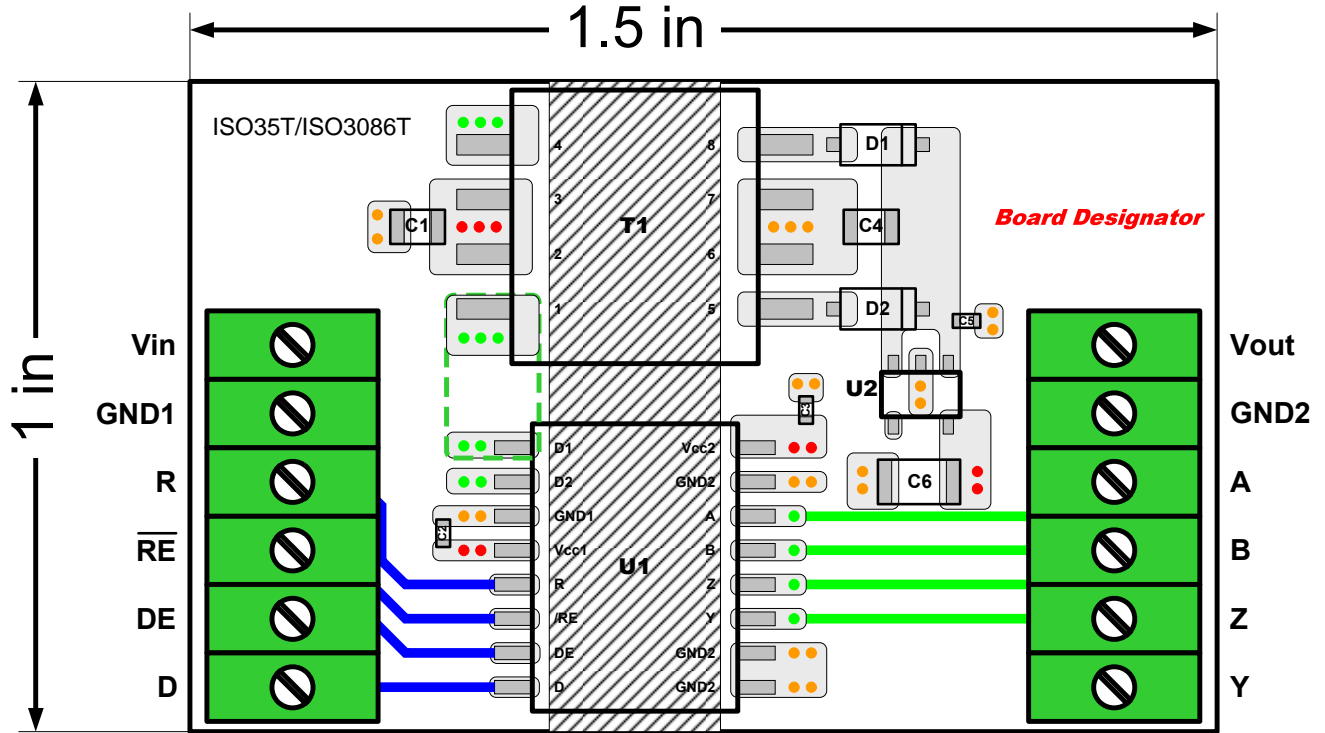 1.5 in
1 in
ISO35T/ISO3086T
4
3
2
1
T1
8
7
6
5
C1
D1
C4
D2
C5
Board Designator
Vin
GND1
R
RE
DE
D
Vout
GND2
A
B
Z
Y
U2
C3
C6
C2
D1
D2
GND1
Vcc1
R
/RE
DE
D
U1
Vcc2
GND2
A
B
Z
Y
GND2
GND2